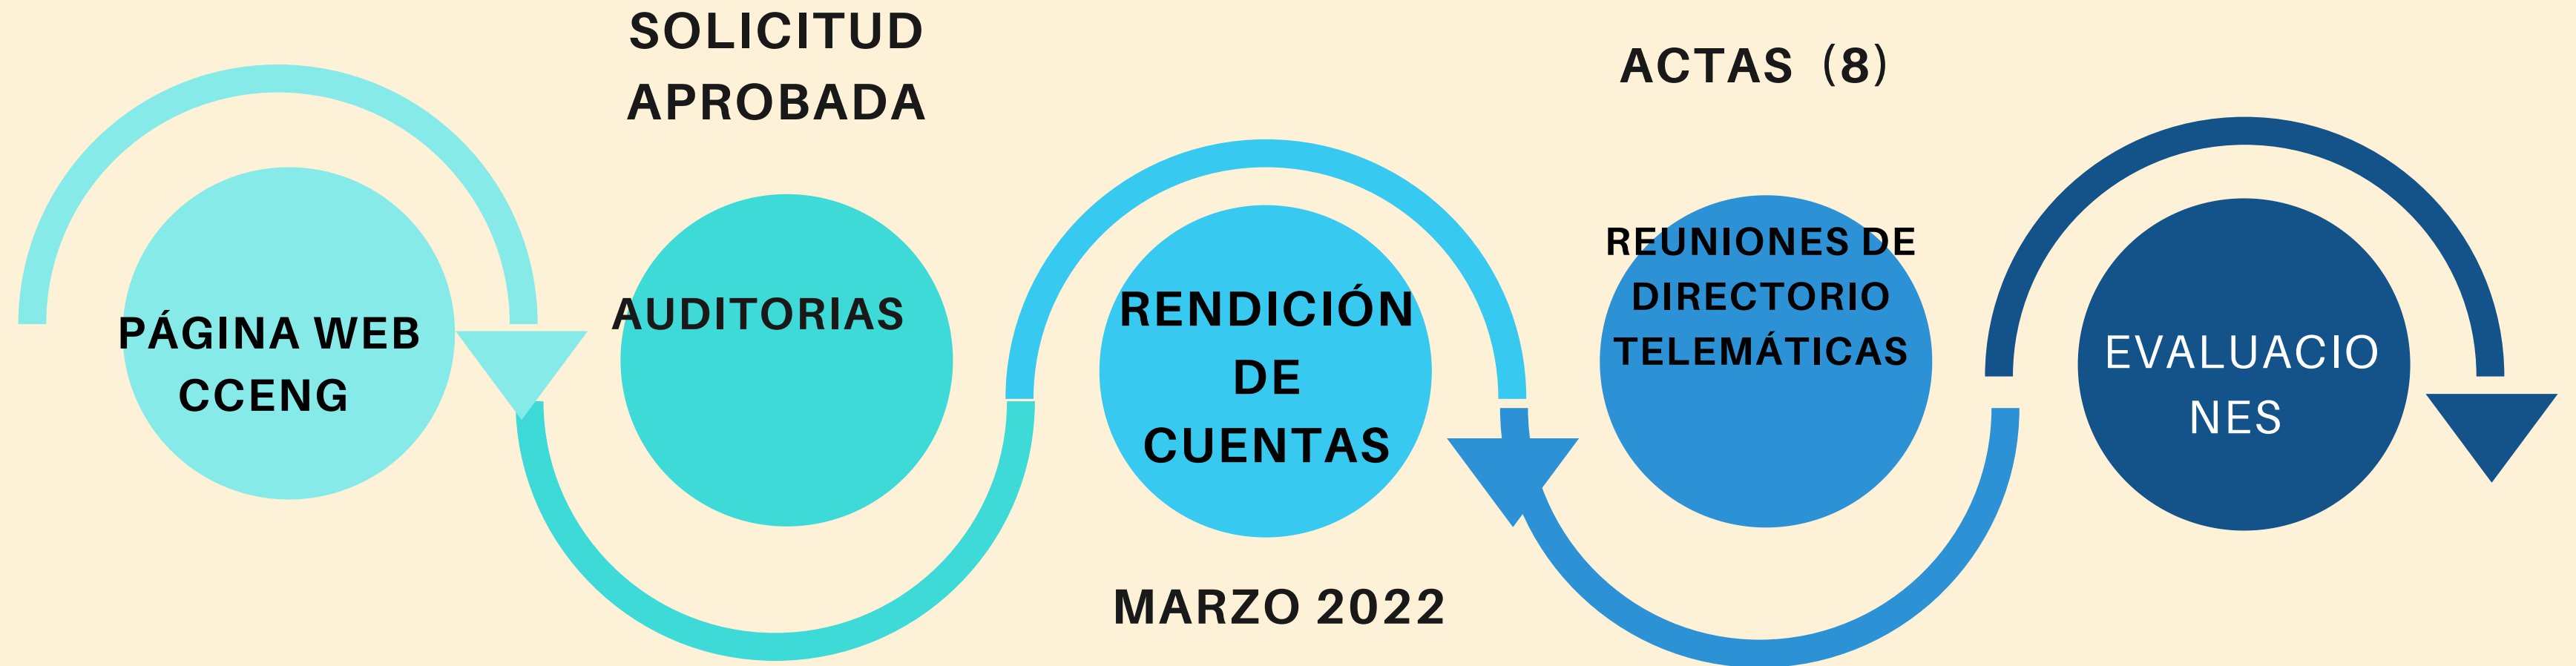 PÁGINA WEB
CCENG
SOLICITUD
APROBADA
AUDITORIAS
RENDICIÓN
DE
CUENTAS
MARZO 2022
ACTAS (8)
REUNIONES DE
DIRECTORIO
TELEMÁTICAS
EVALUACIO
NES